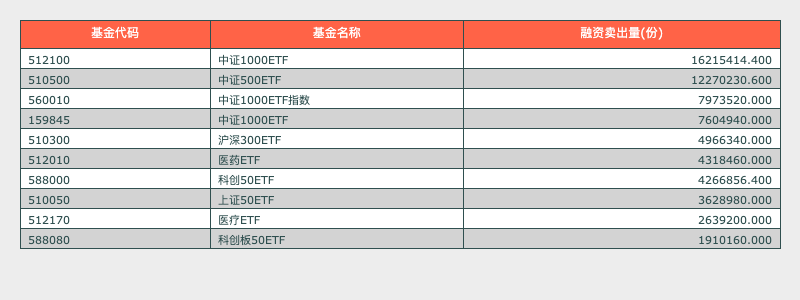 基金代码 基金名称 融资卖出量(份)
512100 中证1000ETF 16215414.400
510500 中证500ETF 12270230.600
560010 中证1000ETF指数 7973520.000
159845 中证1000ETF 7604940.000
510300 沪深300ETF 4966340.000
512010 医药ETF 4318460.000
588000 科创50ETF 4266856.400
510050 上证50ETF 3628980.000
512170 医疗ETF 2639200.000
588080 科创板50ETF 1910160.000